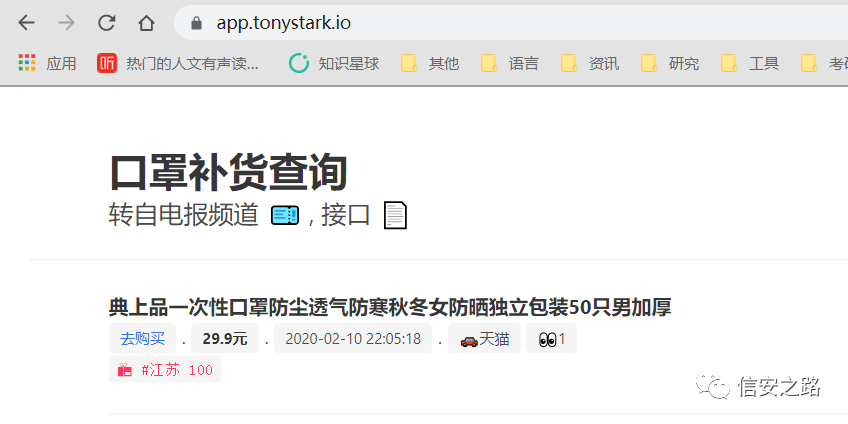 app.tonystark.io
应用 听 热门的人文有声读... 知识星球 其他 语言 资讯 研究 工具 考研
口罩补货查询
转自电报频道 , 接口
典上品一次性口罩防尘透气防寒秋冬女防晒独立包装50只男加厚
去购买 . 29.9元 . 2020-02-10 22:05:18 . 天猫 1
#江苏 100
信安之路